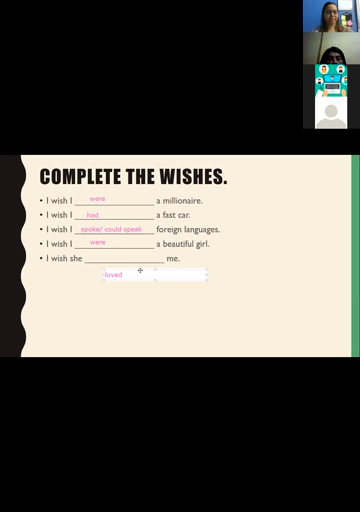 COMPLETE THE WISHES.
• I wish I were a millionaire.
• I wish I had a fast car.
• I wish I spoke/ could speak foreign languages.
• I wish I were a beautiful girl.
• I wish she ________________ me.
loved